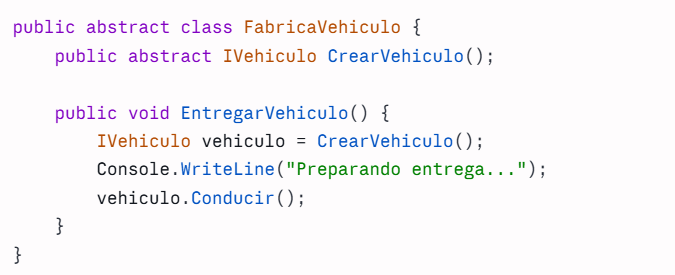 public abstract class FabricaVehiculo {
    public abstract IVehiculo CrearVehiculo();

    public void EntregarVehiculo() {
        IVehiculo vehiculo = CrearVehiculo();
        Console.WriteLine("Preparando entrega...");
        vehiculo.Conducir();
    }
}